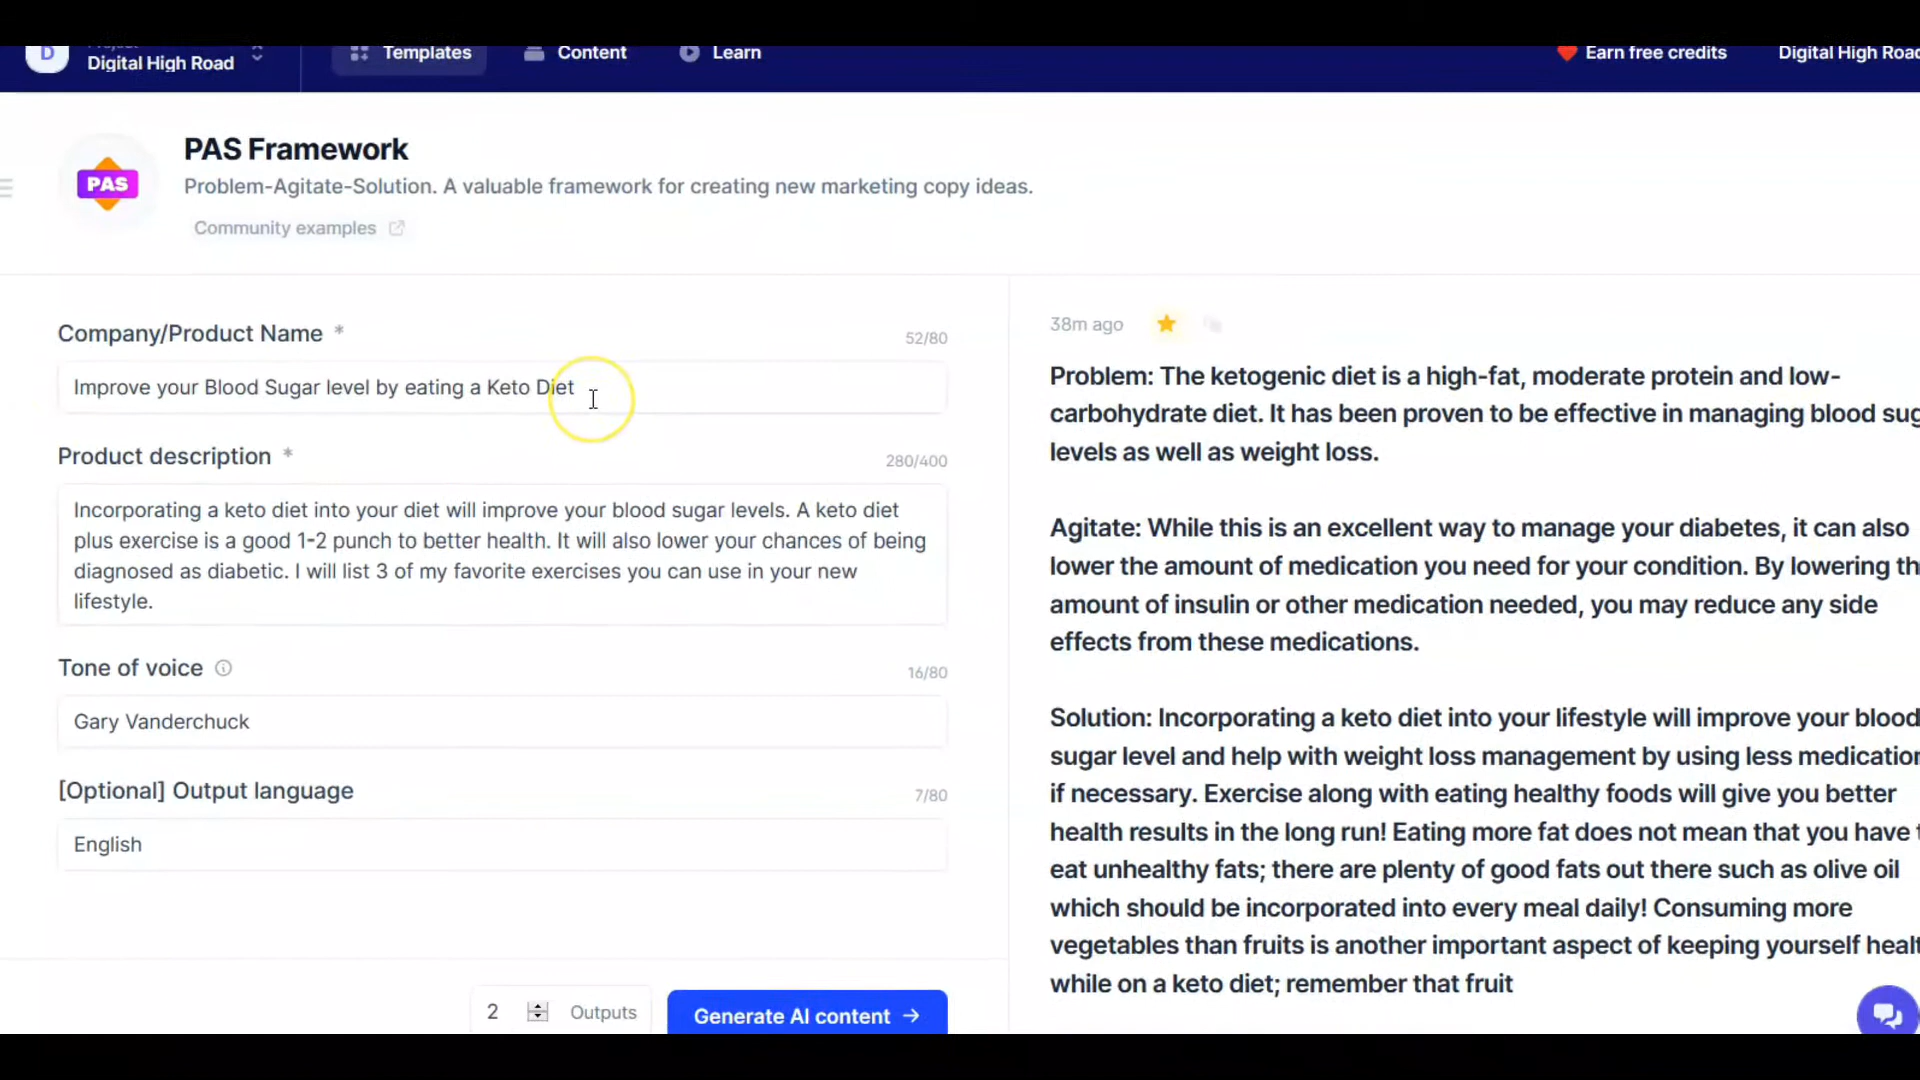 D
Digital High Road
Templates
Content
Learn
Earn free credits
Digital High Road
PAS
PAS Framework
Problem-Agitate-Solution. A valuable framework for creating new marketing copy ideas.
Community examples
Company/Product Name *
52/80
Improve your Blood Sugar level by eating a Keto Diet
Product description *
280/400
Incorporating a keto diet into your diet will improve your blood sugar levels. A keto diet
plus exercise is a good 1-2 punch to better health. It will also lower your chances of being
diagnosed as diabetic. I will list 3 of my favorite exercises you can use in your new
lifestyle.
Tone of voice
16/80
Gary Vanderchuck
[Optional] Output language
7/80
English
2
Outputs
Generate AI content →
38m ago
Problem: The ketogenic diet is a high-fat, moderate protein and low-
carbohydrate diet. It has been proven to be effective in managing blood sug
levels as well as weight loss.
Agitate: While this is an excellent way to manage your diabetes, it can also
lower the amount of medication you need for your condition. By lowering th
amount of insulin or other medication needed, you may reduce any side
effects from these medications.
Solution: Incorporating a keto diet into your lifestyle will improve your blood
sugar level and help with weight loss management by using less medication
if necessary. Exercise along with eating healthy foods will give you better
health results in the long run! Eating more fat does not mean that you have t
eat unhealthy fats; there are plenty of good fats out there such as olive oil
which should be incorporated into every meal daily! Consuming more
vegetables than fruits is another important aspect of keeping yourself healt
while on a keto diet; remember that fruit